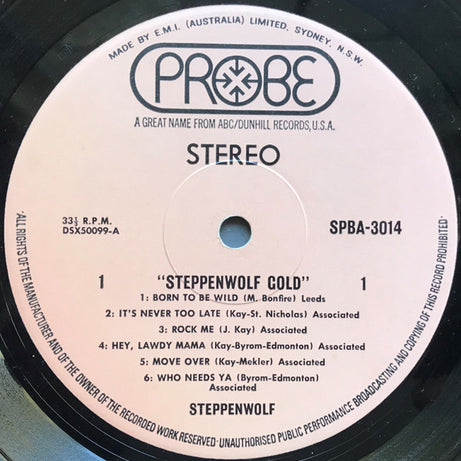 MADE BY E.M.I. (AUSTRALIA) LIMITED, SYDNEY, N.S.W.
PROBE
A GREAT NAME FROM ABC/DUNHILL RECORDS, U.S.A.
STEREO
33⅓ R.P.M.
DSX50099-A
SPBA-3014
1 "STEPPENWOLF GOLD" 1
1: BORN TO BE WILD (M. Bonfire) Leeds
2: IT'S NEVER TOO LATE (Kay-St. Nicholas) Associated
3: ROCK ME (J. Kay) Associated
4: HEY, LAWDY MAMA (Kay-Byrom-Edmonton) Associated
5: MOVE OVER (Kay-Mekler) Associated
6: WHO NEEDS YA (Byrom-Edmonton)
Associated
STEPPENWOLF
·ALL RIGHTS OF THE MANUFACTURER AND OF THE OWNER OF THE RECORDED WORK RESERVED·UNAUTHORISED PUBLIC PERFORMANCE BROADCASTING AND COPYING OF THIS RECORD PROHIBITED·